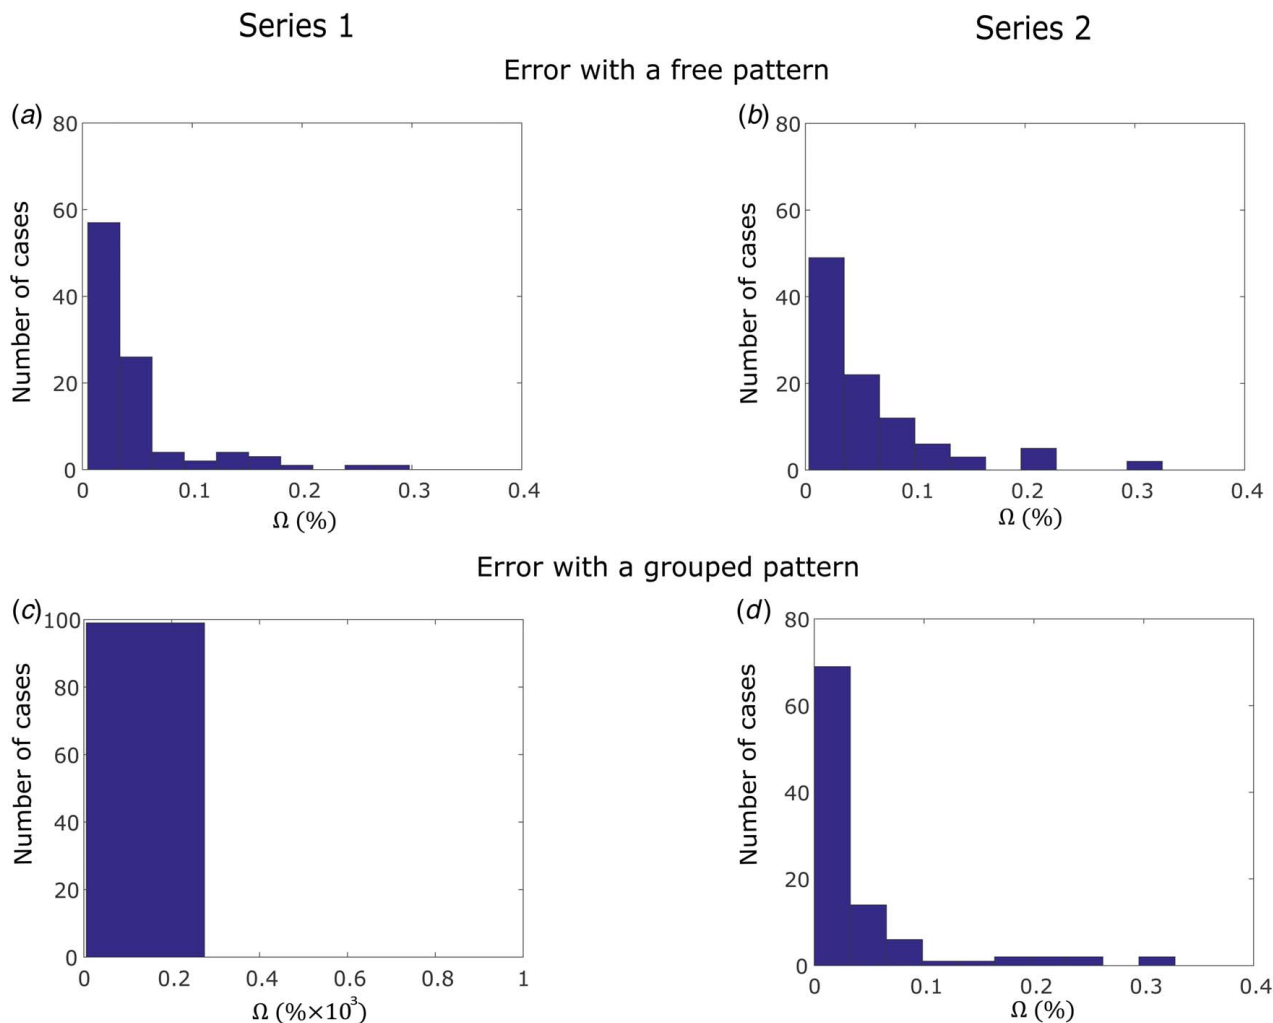 Series 1
Series 2
Error with a free pattern
(a)
80
60
40
20
0
Number of cases
0 0.1 0.2 0.3 0.4
Ω (%)
(b)
80
60
40
20
0
Number of cases
0 0.1 0.2 0.3 0.4
Ω (%)
Error with a grouped pattern
(c)
100
80
60
40
20
0
Number of cases
0 0.2 0.4 0.6 0.8 1
Ω (%×10³)
(d)
80
60
40
20
0
Number of cases
0 0.1 0.2 0.3 0.4
Ω (%)